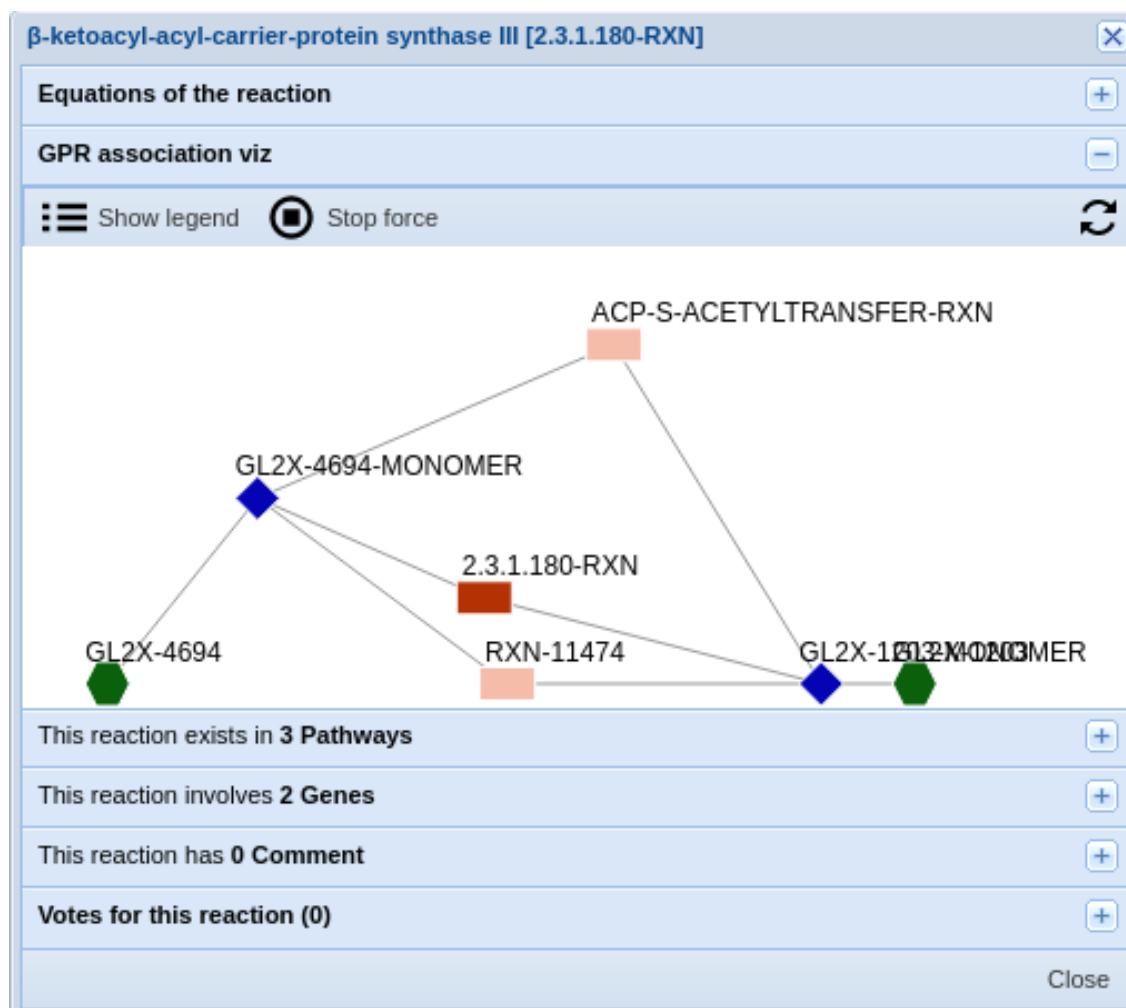 β-ketoacyl-acyl-carrier-protein synthase III [2.3.1.180-RXN]
Equations of the reaction
GPR association viz
Show legend Stop force
ACP-S-ACETYLTRANSFER-RXN
GL2X-4694-MONOMER
2.3.1.180-RXN
GL2X-4694 RXN-11474
This reaction exists in 3 Pathways
This reaction involves 2 Genes
This reaction has 0 Comment
Votes for this reaction (0)
Close